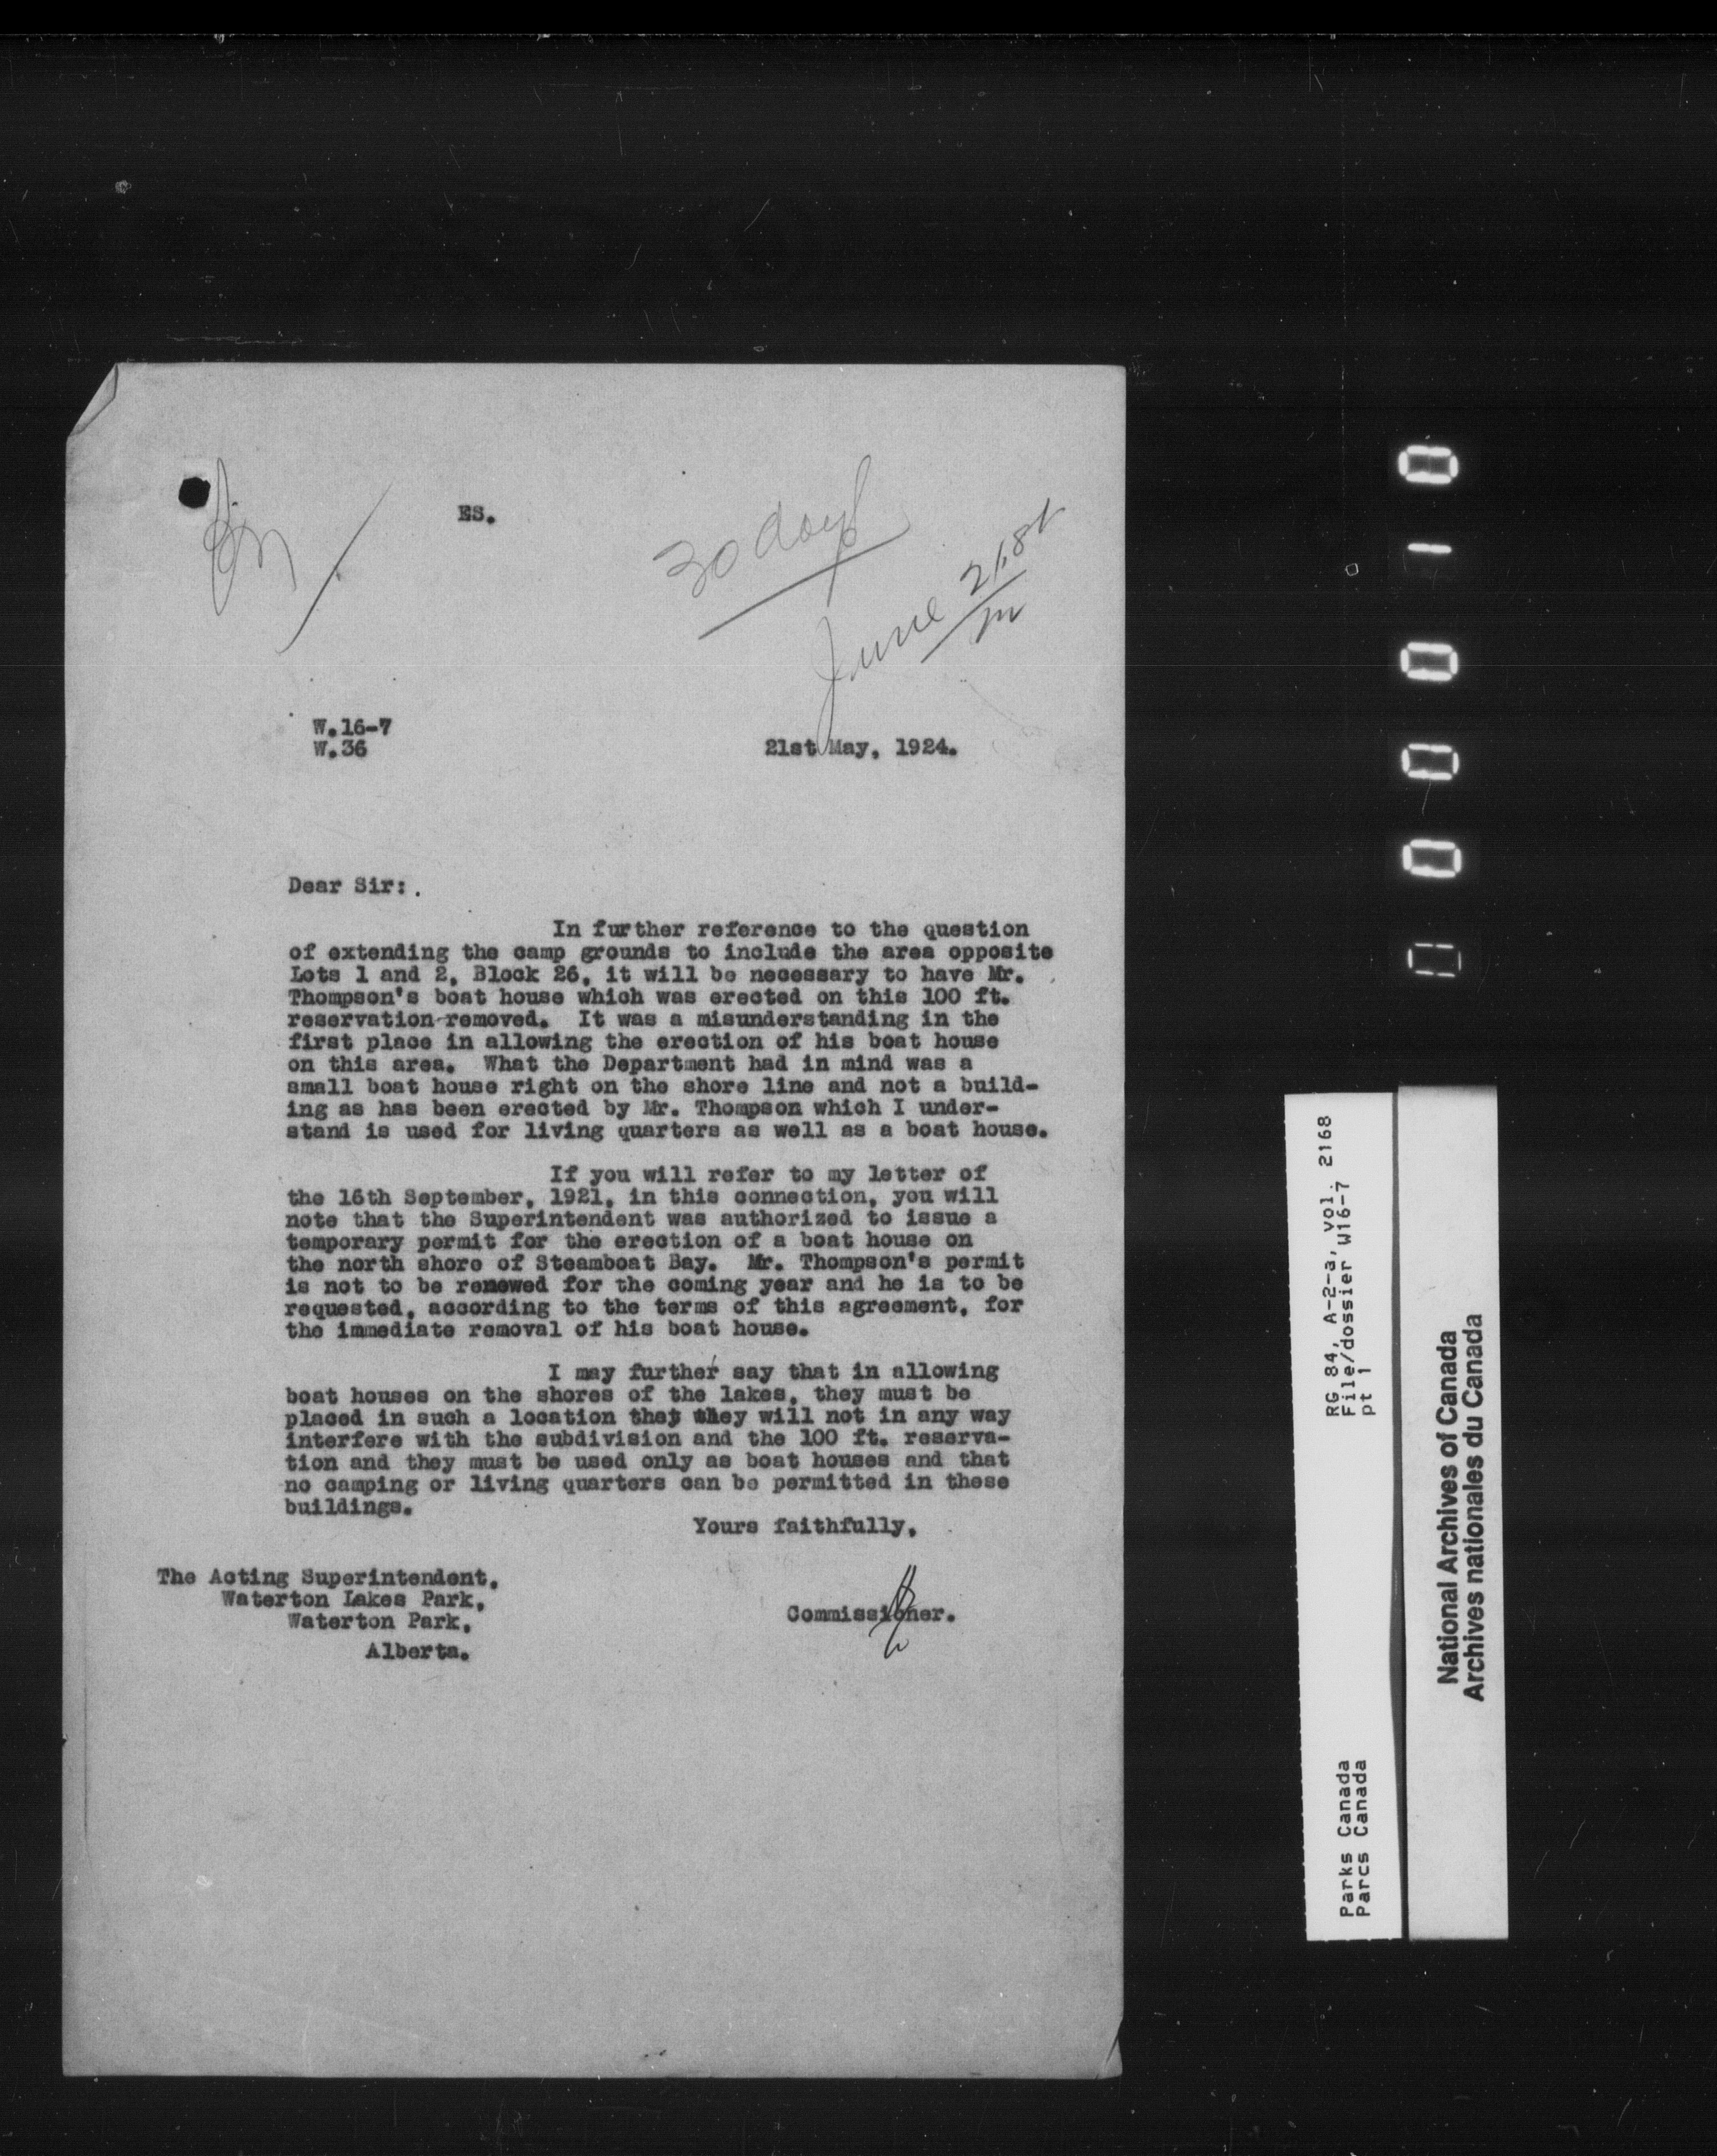 ES.
30 days
June 21st
W.16-7
W.36
21st May, 1924.
Dear Sir:.
In further reference to the question
of extending the camp grounds to include the area opposite
Lots 1 and 2, Block 26, it will be necessary to have Mr.
Thompson's boat house which was erected on this 100 ft.
reservation removed. It was a misunderstanding in the
first place in allowing the erection of his boat house
on this area. What the Department had in mind was a
small boat house right on the shore line and not a build-
ing as has been erected by Mr. Thompson which I under-
stand is used for living quarters as well as a boat house.
If you will refer to my letter of
the 16th September, 1921, in this connection, you will
note that the Superintendent was authorized to issue a
temporary permit for the erection of a boat house on
the north shore of Steamboat Bay. Mr. Thompson's permit
is not to be renewed for the coming year and he is to be
requested, according to the terms of this agreement, for
the immediate removal of his boat house.
I may further say that in allowing
boat houses on the shores of the lakes, they must be
placed in such a location that they will not in any way
interfere with the subdivision and the 100 ft. reserva-
tion and they must be used only as boat houses and that
no camping or living quarters can be permitted in these
buildings.
Yours faithfully,
Commissioner.
The Acting Superintendent,
Waterton Lakes Park,
Waterton Park,
Alberta.
010000
RG 84, A-2-a, vol. 2168
File/dossier W16-7
pt 1
Parks Canada
Parcs Canada
National Archives of Canada
Archives nationales du Canada